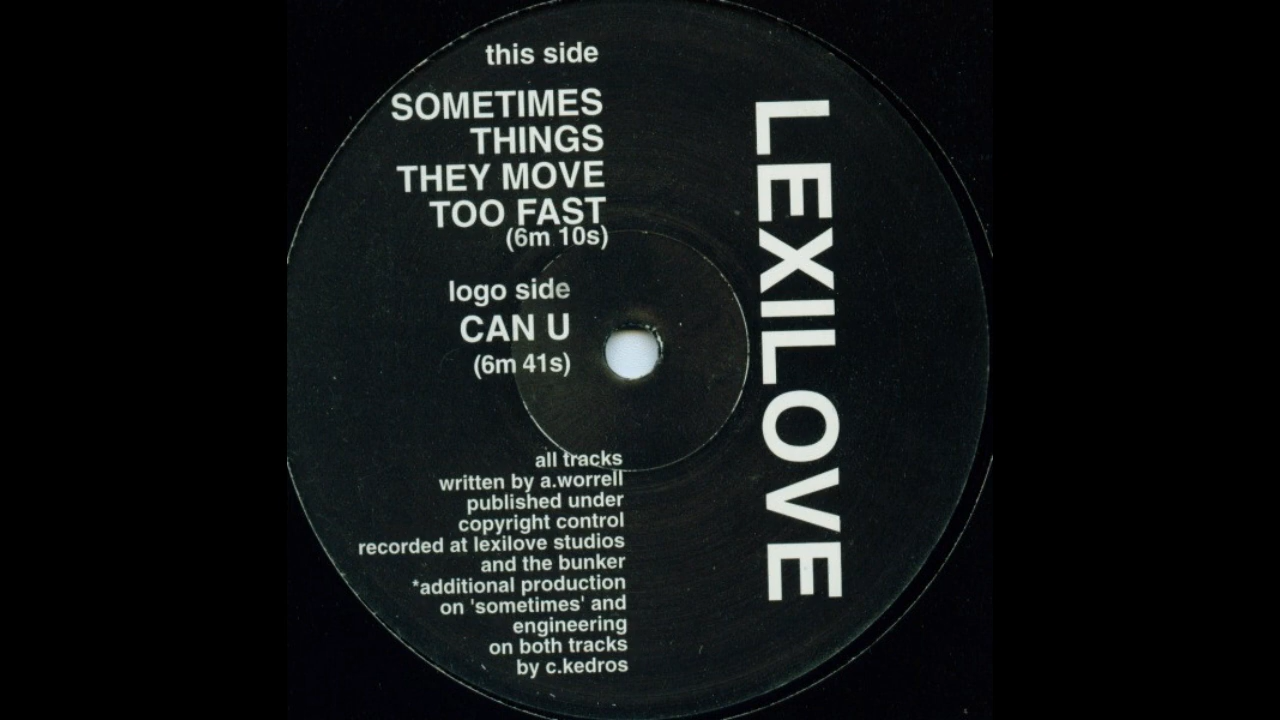 this side
SOMETIMES
THINGS
THEY MOVE
TOO FAST
(6m 10s)
logo side
CAN U
(6m 41s)
all tracks
written by a.worrell
published under
copyright control
recorded at lexilove studios
and the bunker
*additional production
on 'sometimes' and
engineering
on both tracks
by c.kedros
LEXILOVE